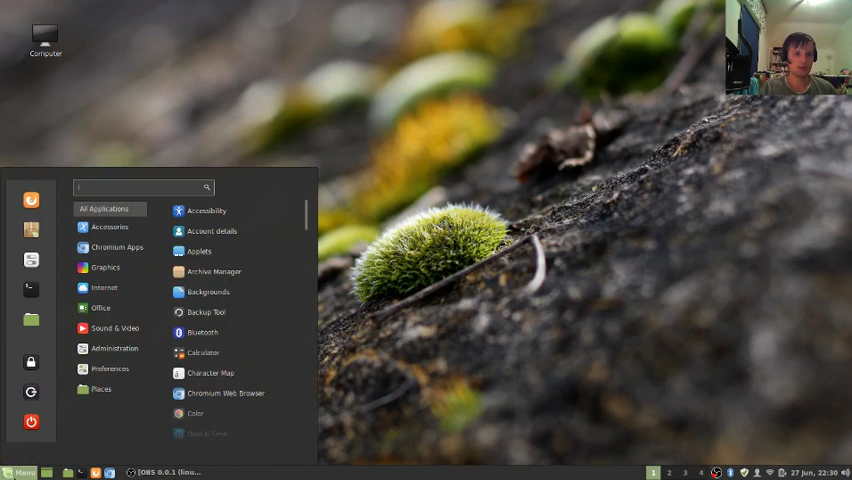 Computer
All Applications
Accessories
Chromium Apps
Graphics
Internet
Office
Sound & Video
Administration
Preferences
Places
Accessibility
Account details
Applets
Archive Manager
Backgrounds
Backup Tool
Bluetooth
Calculator
Character Map
Chromium Web Browser
Color
Date & Time
Menu
[OBS 0.0.1 (linu...
1 2 3 4
27 Jun, 22:30